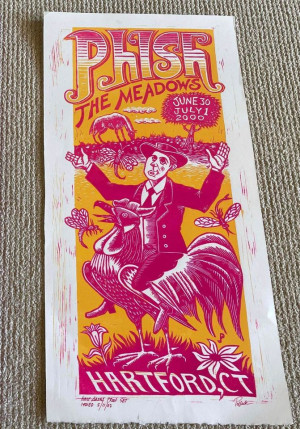 PHISH
THE MEADOWS
JUNE 30
JULY 1
2000
HARTFORD, CT